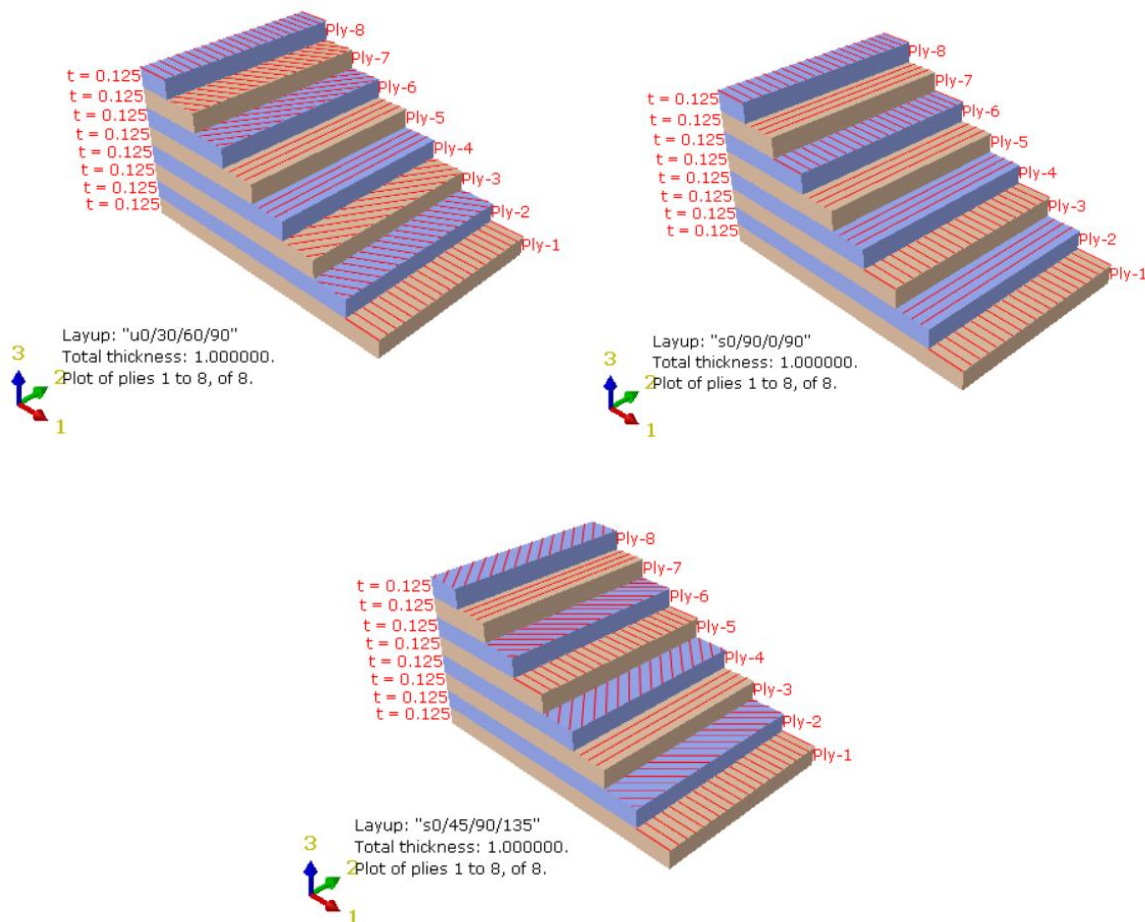 Ply-8
Ply-7
Ply-6
Ply-5
Ply-4
Ply-3
Ply-2
Ply-1
t = 0.125
t = 0.125
t = 0.125
t = 0.125
t = 0.125
t = 0.125
t = 0.125
t = 0.125
Layup: "u0/30/60/90"
Total thickness: 1.000000.
Plot of plies 1 to 8, of 8.
3
2
1
Ply-8
Ply-7
Ply-6
Ply-5
Ply-4
Ply-3
Ply-2
Ply-1
t = 0.125
t = 0.125
t = 0.125
t = 0.125
t = 0.125
t = 0.125
t = 0.125
t = 0.125
Layup: "s0/90/0/90"
Total thickness: 1.000000.
Plot of plies 1 to 8, of 8.
3
2
1
Ply-8
Ply-7
Ply-6
Ply-5
Ply-4
Ply-3
Ply-2
Ply-1
t = 0.125
t = 0.125
t = 0.125
t = 0.125
t = 0.125
t = 0.125
t = 0.125
t = 0.125
Layup: "s0/45/90/135"
Total thickness: 1.000000.
Plot of plies 1 to 8, of 8.
3
2
1